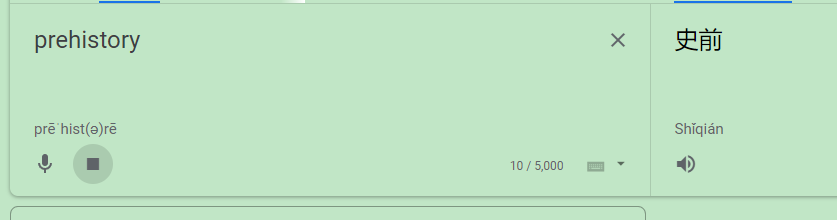 prehistory
史前
prēˈhist(ə)rē
Shǐqián
10 / 5,000